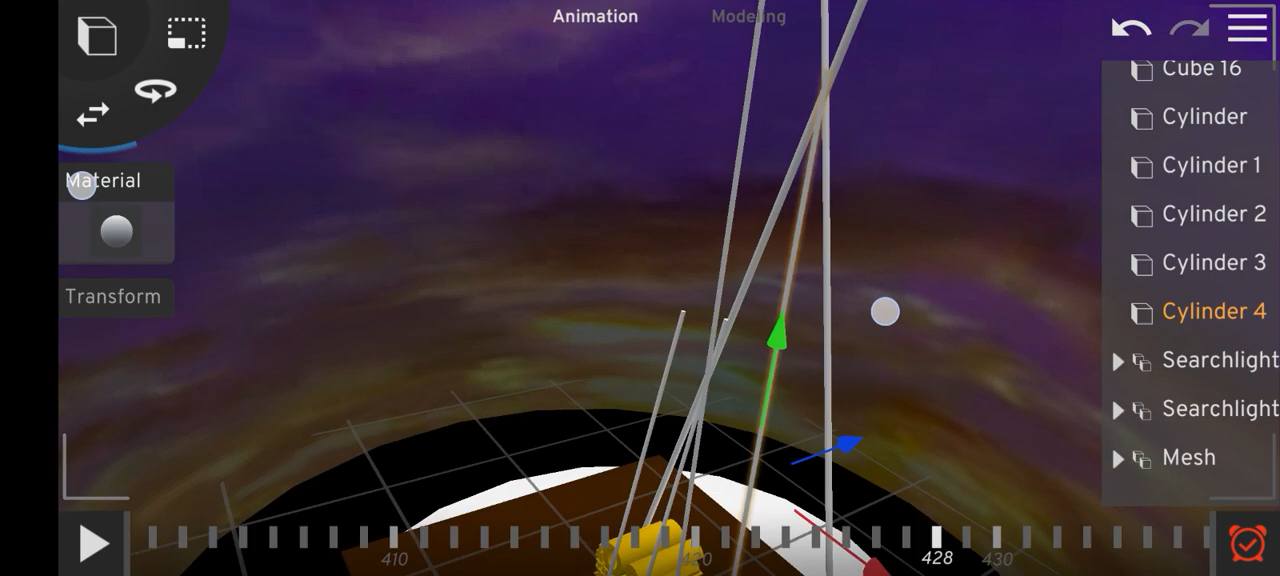 Animation
Modeling
Cube 16
Cylinder
Cylinder 1
Cylinder 2
Cylinder 3
Cylinder 4
Searchlight
Searchlight
Mesh
Material
Transform
410
420
428
430